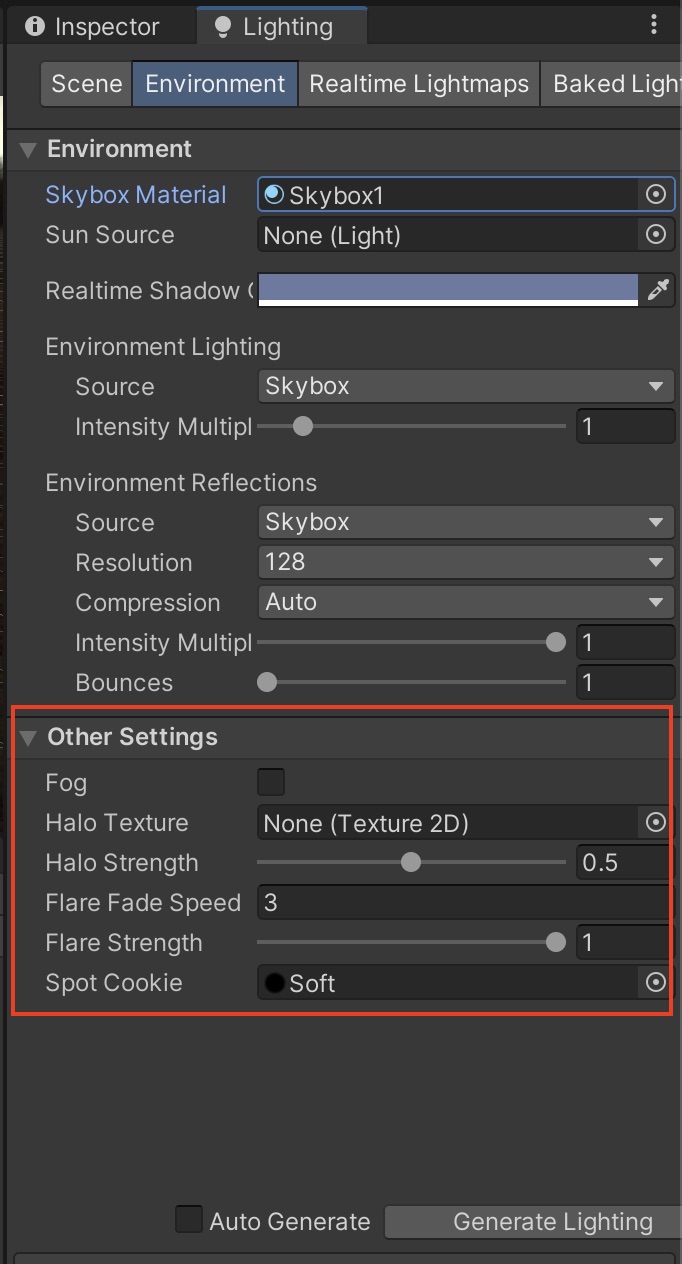 Inspector Lighting
Scene Environment Realtime Lightmaps Baked Ligh
Environment
Skybox Material Skybox1
Sun Source None (Light)
Realtime Shadow
Environment Lighting
Source Skybox
Intensity Multipl 1
Environment Reflections
Source Skybox
Resolution 128
Compression Auto
Intensity Multipl 1
Bounces 1
Other Settings
Fog
Halo Texture None (Texture 2D)
Halo Strength 0.5
Flare Fade Speed 3
Flare Strength 1
Spot Cookie Soft
Auto Generate Generate Lighting